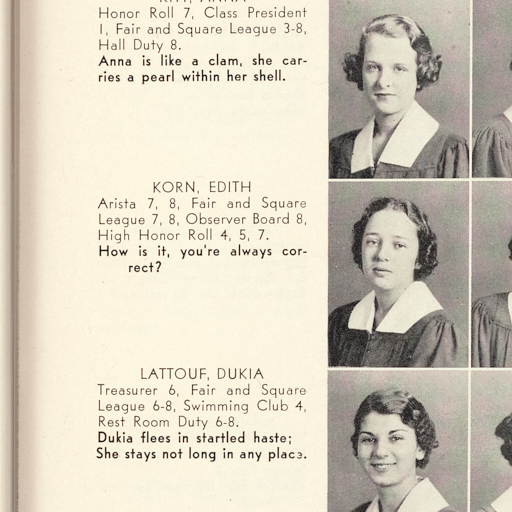 Honor Roll 7, Class President
1, Fair and Square League 3-8,
Hall Duty 8.
Anna is like a clam, she car-
ries a pearl within her shell.
KORN, EDITH
Arista 7, 8, Fair and Square
League 7, 8, Observer Board 8,
High Honor Roll 4, 5, 7.
How is it, you're always cor-
rect?
LATTOUF, DUKIA
Treasurer 6, Fair and Square
League 6-8, Swimming Club 4,
Rest Room Duty 6-8.
Dukia flees in startled haste;
She stays not long in any place.